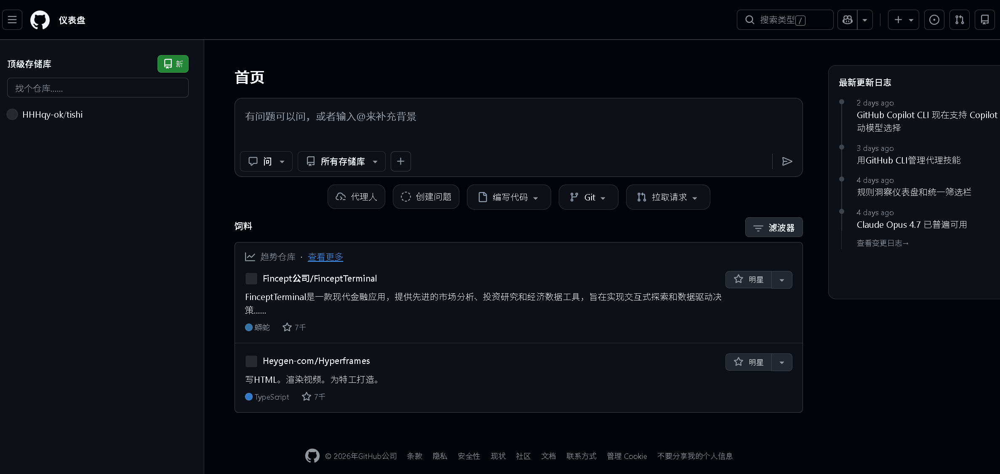 仪表盘
搜索类型/
顶级存储库
新
找个仓库......
HHHqy-ok/tishi
首页
有问题可以问，或者输入@来补充背景
问
所有存储库
代理人
创建问题
编写代码
Git
拉取请求
饲料
滤波器
趋势仓库 · 查看更多
Fincept公司/FinceptTerminal
明星
FinceptTerminal是一款现代金融应用，提供先进的市场分析、投资研究和经济数据工具，旨在实现交互式探索和数据驱动决
策......
蟒蛇
7千
Heygen-com/Hyperframes
明星
写HTML。渲染视频。为特工打造。
TypeScript
7千
最新更新日志
2 days ago
GitHub Copilot CLI 现在支持 Copilot
动模型选择
3 days ago
用GitHub CLI管理代理技能
4 days ago
规则洞察仪表盘和统一筛选栏
4 days ago
Claude Opus 4.7 已普遍可用
查看变更日志→
© 2026年GitHub公司
条款
隐私
安全性
现状
社区
文档
联系方式
管理 Cookie
不要分享我的个人信息